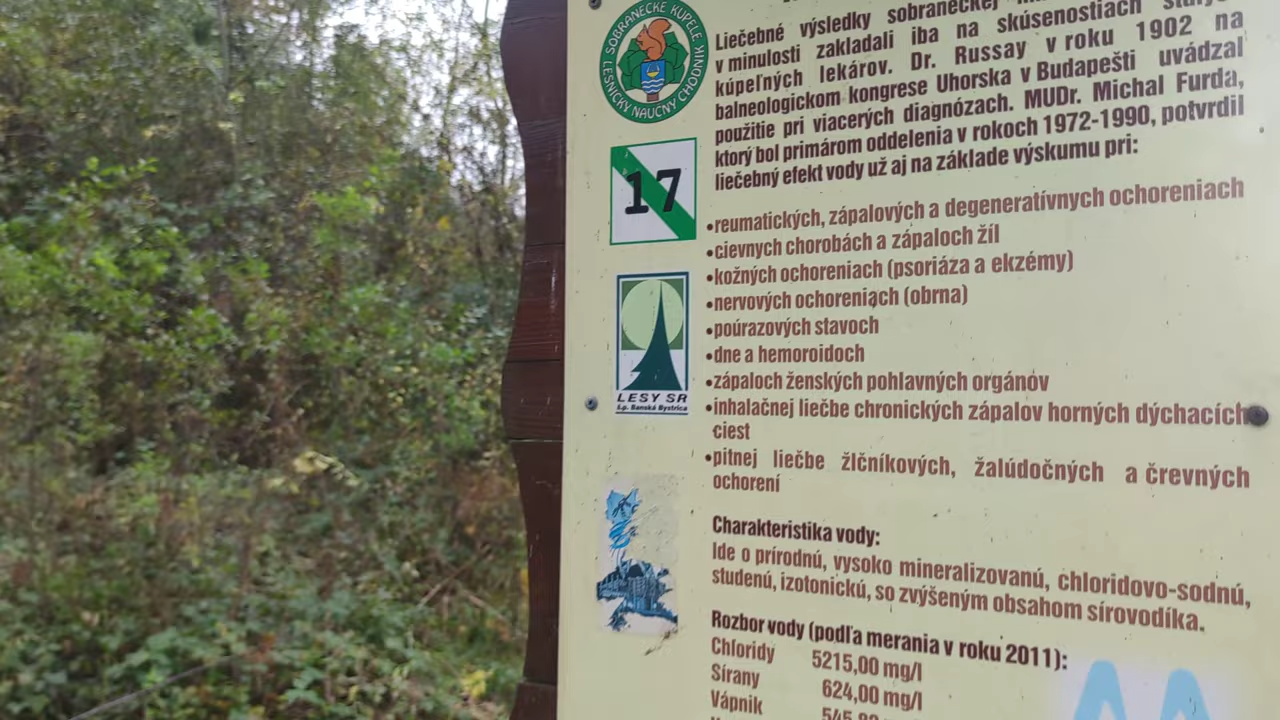 SOBRANECKÉ KÚPELE
LESNÍCKY NÁUČNÝ CHODNÍK
17
LESY SR
š.p. Banská Bystrica
Liečebné výsledky sobraneckej
v minulosti zakladali iba na skúsenostiach
kúpeľných lekárov. Dr. Russay v roku 1902 na
balneologickom kongrese Uhorska v Budapešti uvádzal
použitie pri viacerých diagnózach. MUDr. Michal Furda,
ktorý bol primárom oddelenia v rokoch 1972-1990, potvrdil
liečebný efekt vody už aj na základe výskumu pri:
•reumatických, zápalových a degeneratívnych ochoreniach
•cievnych chorobách a zápaloch žíl
•kožných ochoreniach (psoriáza a ekzémy)
•nervových ochoreniach (obrna)
•poúrazových stavoch
•dne a hemoroidoch
•zápaloch ženských pohlavných orgánov
•inhalačnej liečbe chronických zápalov horných dýchacích
ciest
•pitnej liečbe žlčníkových, žalúdočných a črevných
ochorení
Charakteristika vody:
Ide o prírodnú, vysoko mineralizovanú, chloridovo-sodnú,
studenú, izotonickú, so zvýšeným obsahom sírovodíka.
Rozbor vody (podľa merania v roku 2011):
Chloridy 5215,00 mg/l
Sírany 624,00 mg/l
Vápnik